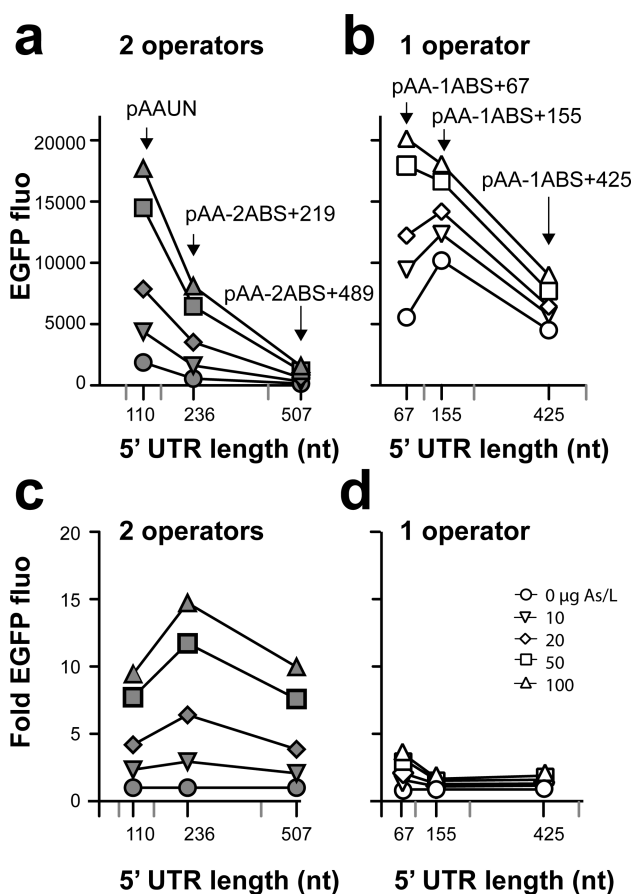 a
2 operators
b
1 operator
pAAUN
pAA-2ABS+219
pAA-2ABS+489
pAA-1ABS+67
pAA-1ABS+155
pAA-1ABS+425
EGFP fluo
20000
15000
10000
5000
0
110
236
507
5’ UTR length (nt)
67
155
425
5’ UTR length (nt)
c
2 operators
d
1 operator
Fold EGFP fluo
20
15
10
5
0
0 µg As/L
10
20
50
100
110
236
507
5’ UTR length (nt)
67
155
425
5’ UTR length (nt)